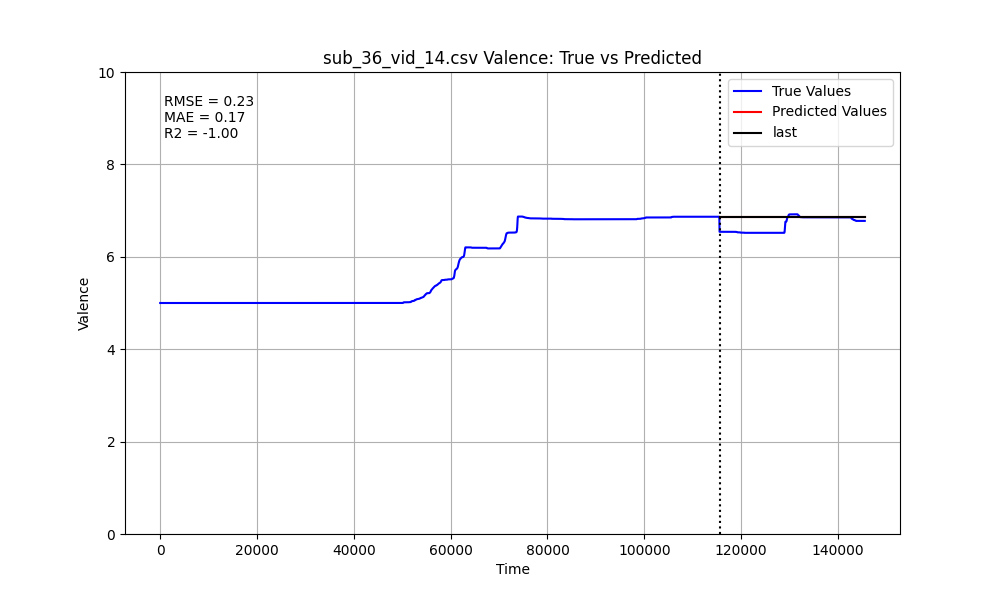 sub_36_vid_14.csv Valence: True vs Predicted
RMSE = 0.23
MAE = 0.17
R2 = -1.00
True Values
Predicted Values
last
10
8
6
4
2
0
Valence
0 20000 40000 60000 80000 100000 120000 140000
Time